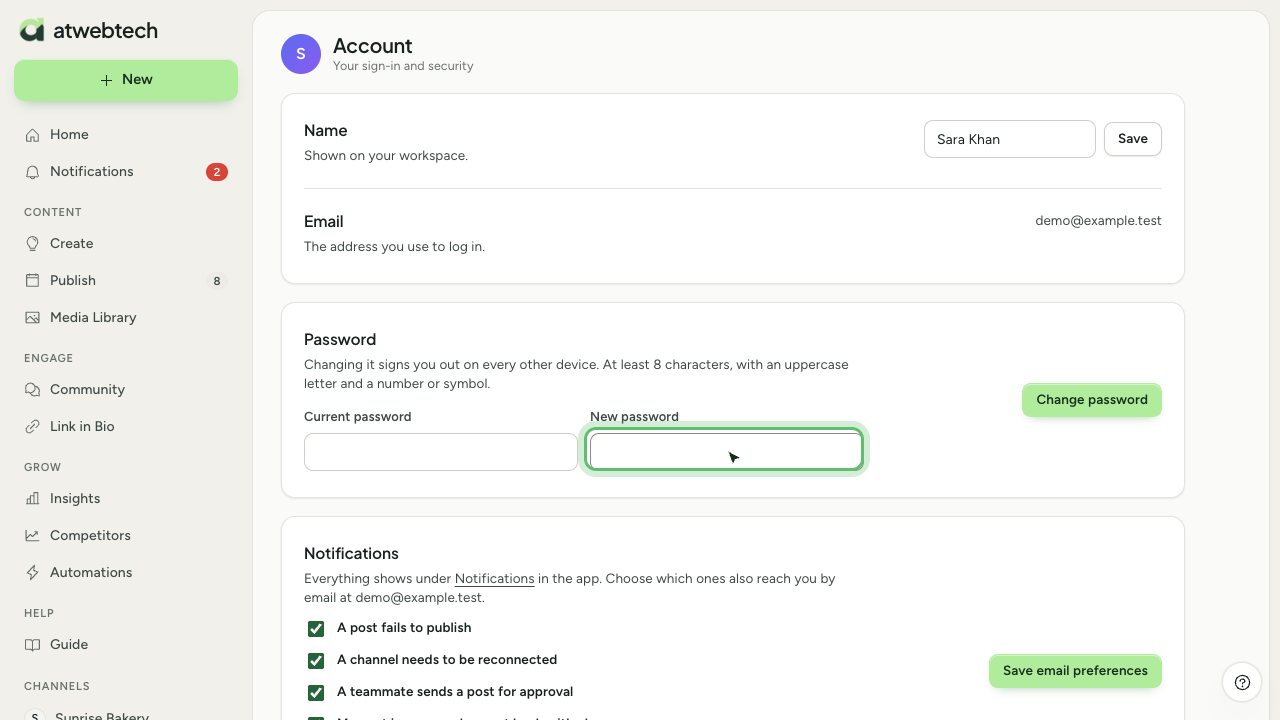 atwebtech
New
Home
Notifications
2
CONTENT
Create
Publish
8
Media Library
ENGAGE
Community
Link in Bio
GROW
Insights
Competitors
Automations
HELP
Guide
CHANNELS
S
Sunrise Bakery
S
Account
Your sign-in and security
Name
Shown on your workspace.
Sara Khan
Save
Email
The address you use to log in.
demo@example.test
Password
Changing it signs you out on every other device. At least 8 characters, with an uppercase
letter and a number or symbol.
Current password
New password
Change password
Notifications
Everything shows under Notifications in the app. Choose which ones also reach you by
email at demo@example.test.
A post fails to publish
A channel needs to be reconnected
A teammate sends a post for approval
Save email preferences